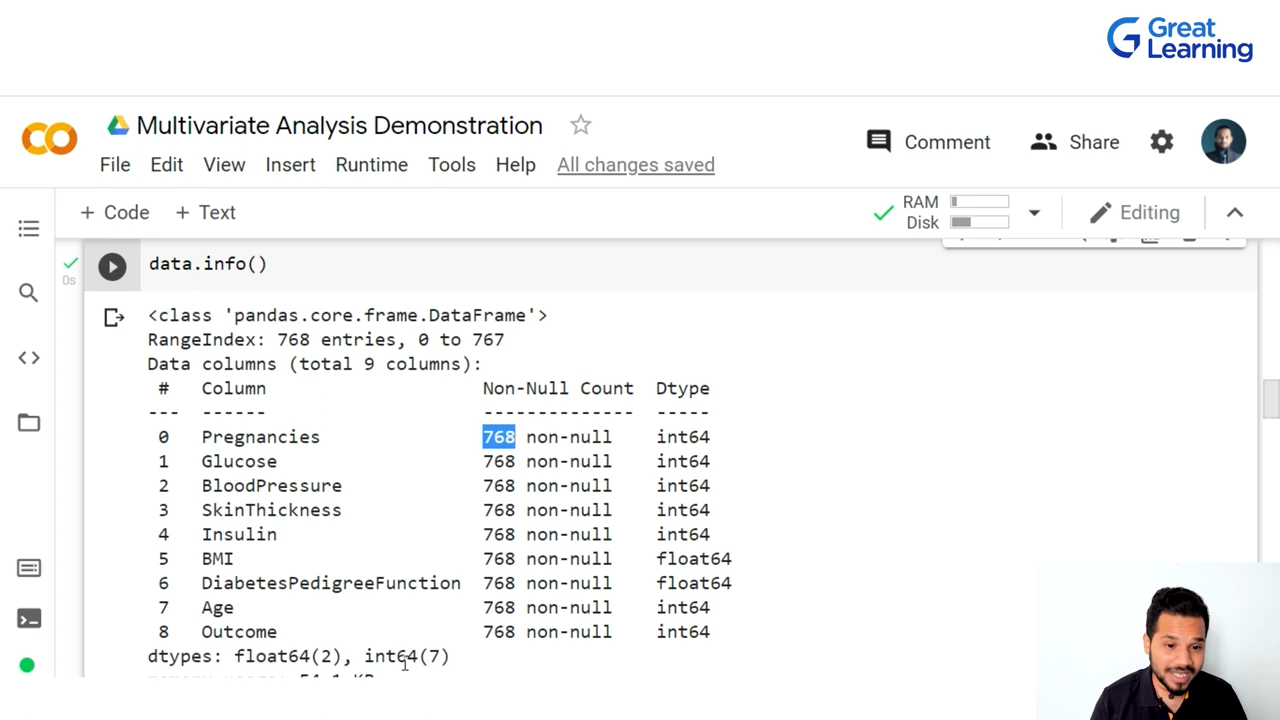 Great
Learning
Multivariate Analysis Demonstration
Comment
Share
File Edit View Insert Runtime Tools Help All changes saved
+ Code + Text
RAM
Disk
Editing
data.info()
0s
<class 'pandas.core.frame.DataFrame'>
RangeIndex: 768 entries, 0 to 767
Data columns (total 9 columns):
# Column Non-Null Count Dtype
--- ------ -------------- -----
0 Pregnancies 768 non-null int64
1 Glucose 768 non-null int64
2 BloodPressure 768 non-null int64
3 SkinThickness 768 non-null int64
4 Insulin 768 non-null int64
5 BMI 768 non-null float64
6 DiabetesPedigreeFunction 768 non-null float64
7 Age 768 non-null int64
8 Outcome 768 non-null int64
dtypes: float64(2), int64(7)